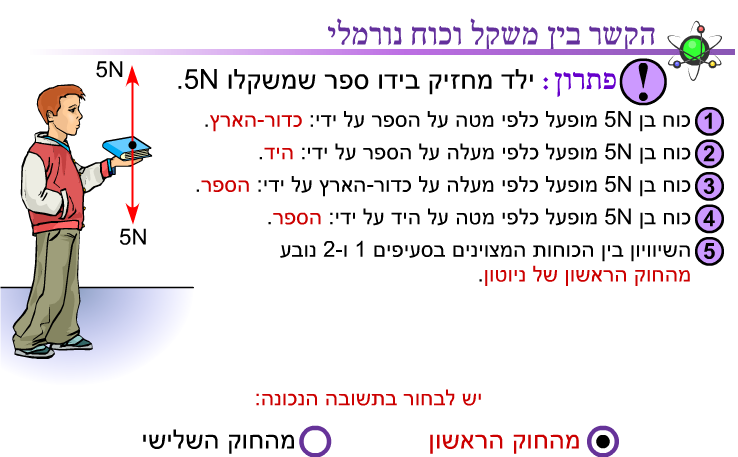 הקשר בין משקל וכוח נורמלי
! פתרון: ילד מחזיק בידו ספר שמשקלו 5N.
5N
1 כוח בן 5N מופעל כלפי מטה על הספר על ידי: כדור-הארץ.
2 כוח בן 5N מופעל כלפי מעלה על הספר על ידי: היד.
3 כוח בן 5N מופעל כלפי מעלה על כדור-הארץ על ידי: הספר.
4 כוח בן 5N מופעל כלפי מטה על היד על ידי: הספר.
5N
5 השיוויון בין הכוחות המצוינים בסעיפים 1 ו-2 נובע
מהחוק הראשון של ניוטון.
יש לבחור בתשובה הנכונה:
מהחוק הראשון
מהחוק השלישי